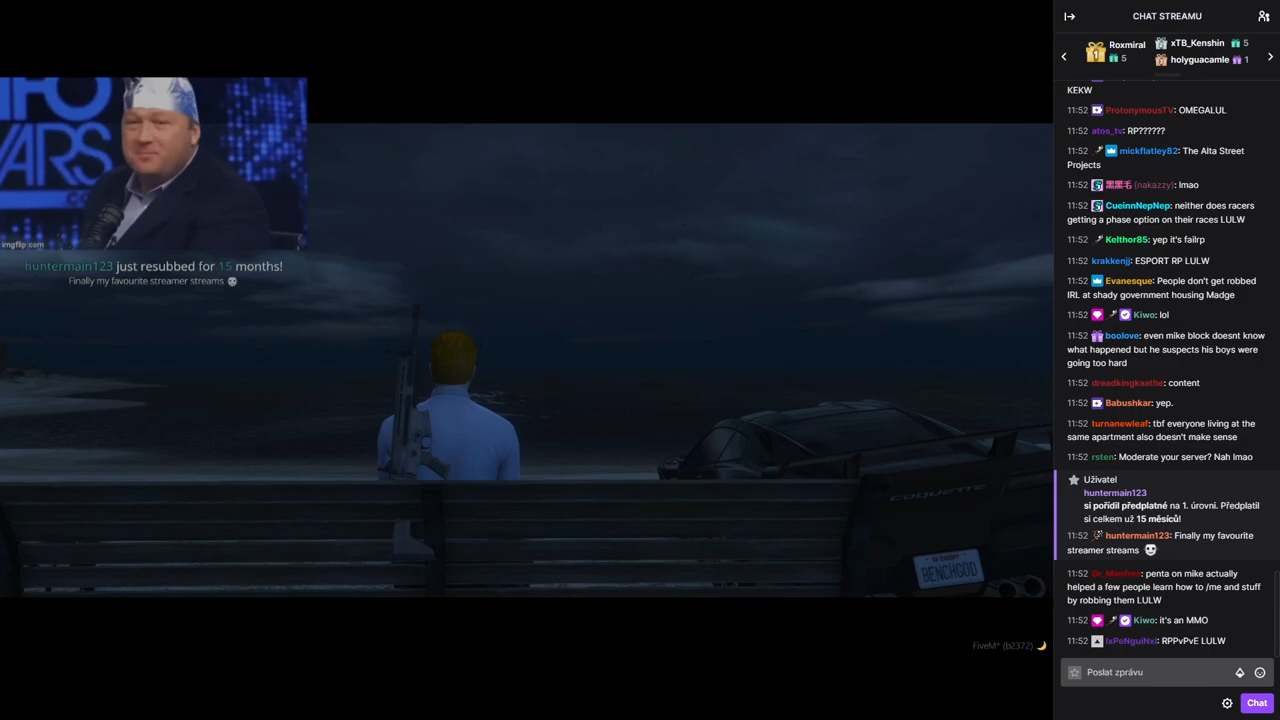 NFO
WARS
CO
imgflip.com
huntermain123 just resubbed for 15 months!
Finally my favourite streamer streams 💀
COQUETTE
BENCHGOD
FiveM* (b2372) 🌙
CHAT STREAMU
Roxmiral
5
xTB_Kenshin 5
holyguacamle 1
KEKW
11:52 ProtonymousTV: OMEGALUL
11:52 atos_tv: RP??????
11:52 mickflatley82: The Alta Street
Projects
11:52 黑黑毛 (nakazzy): lmao
11:52 CueinnNepNep: neither does racers
getting a phase option on their races LULW
11:52 Kelthor85: yep it's failrp
11:52 krakkenjj: ESPORT RP LULW
11:52 Evanesque: People don't get robbed
IRL at shady government housing Madge
11:52 Kiwo: lol
11:52 boolove: even mike block doesnt know
what happened but he suspects his boys were
going too hard
11:52 dreadkingkaathe: content
11:52 Babushkar: yep.
11:52 turnanewleaf: tbf everyone living at the
same apartment also doesn't make sense
11:52 rsten: Moderate your server? Nah lmao
Uživatel
huntermain123
si pořídil předplatné na 1. úrovni. Předplatil
si celkem už 15 měsíců!
11:52 huntermain123: Finally my favourite
streamer streams 💀
11:52 Dr_Manfrex: penta on mike actually
helped a few people learn how to /me and stuff
by robbing them LULW
11:52 Kiwo: it's an MMO
11:52 IxPeNguiNxI: RPPvPvE LULW
Poslat zprávu
Chat